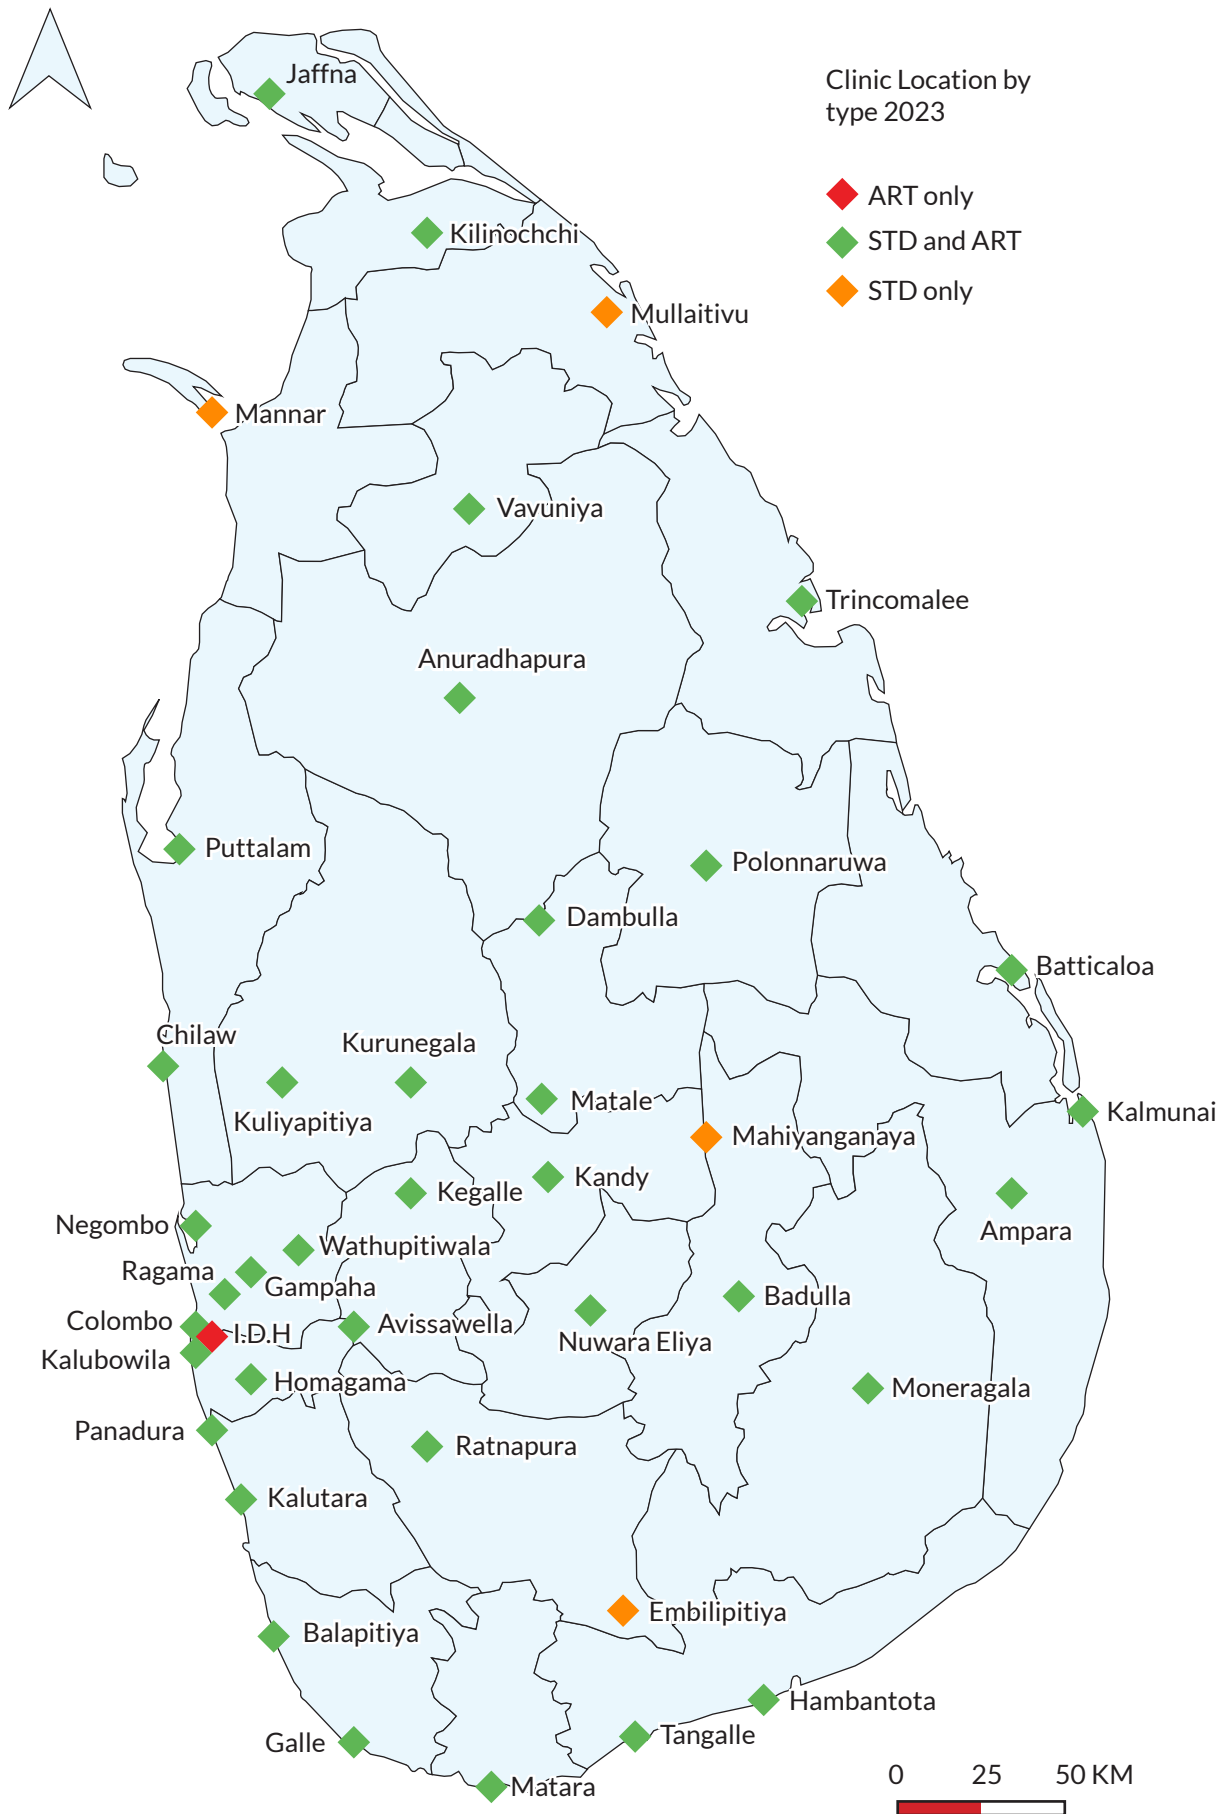 Jaffna
Clinic Location by
type 2023
ART only
STD and ART
STD only
Kilinochchi
Mullaitivu
Mannar
Vavuniya
Trincomalee
Anuradhapura
Puttalam
Polonnaruwa
Dambulla
Batticaloa
Chilaw
Kurunegala
Kuliyapitiya
Matale
Kalmunai
Mahiyanganaya
Kandy
Kegalle
Ampara
Negombo
Wathupitiwala
Ragama
Gampaha
Badulla
Colombo
I.D.H
Avissawella
Nuwara Eliya
Kalubowila
Homagama
Moneragala
Panadura
Ratnapura
Kalutara
Embilipitiya
Balapitiya
Hambantota
Tangalle
Galle
Matara
0 25 50 KM